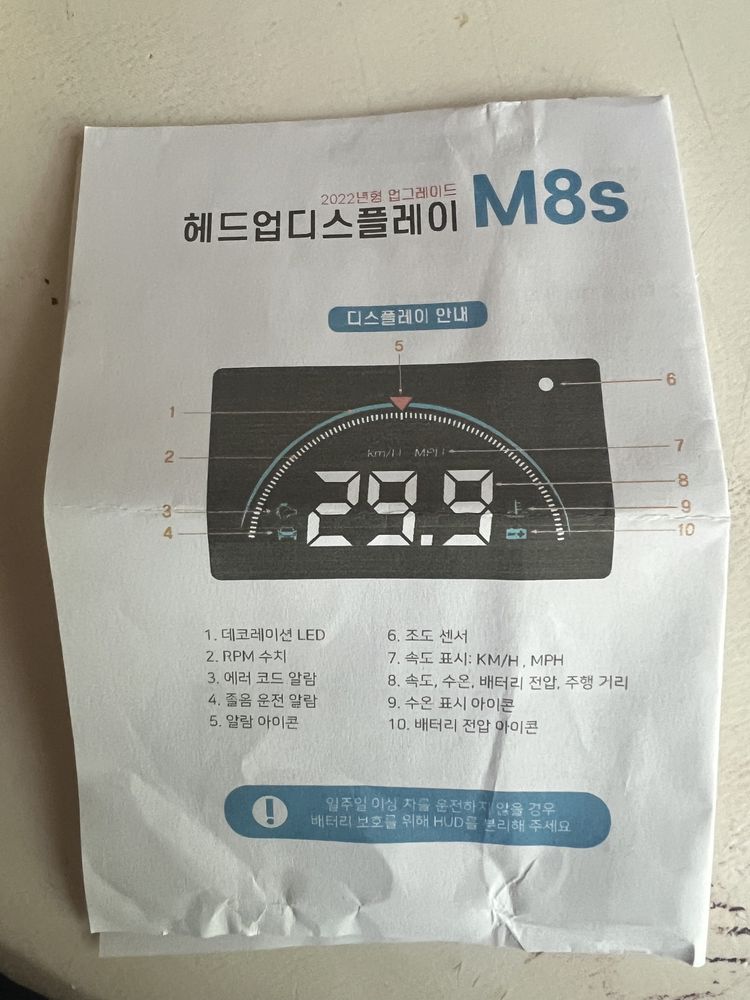 2022년형 업그레이드
헤드업디스플레이 M8s
디스플레이 안내
5
6
1
7
2
km/H MPH
8
29.9
3
9
4
10
1. 데코레이션 LED
2. RPM 수치
3. 에러 코드 알람
4. 졸음 운전 알람
5. 알람 아이콘
6. 조도 센서
7. 속도 표시: KM/H , MPH
8. 속도, 수온, 배터리 전압, 주행 거리
9. 수온 표시 아이콘
10. 배터리 전압 아이콘
일주일 이상 차를 운전하지 않을 경우
배터리 보호를 위해 HUD를 분리해 주세요